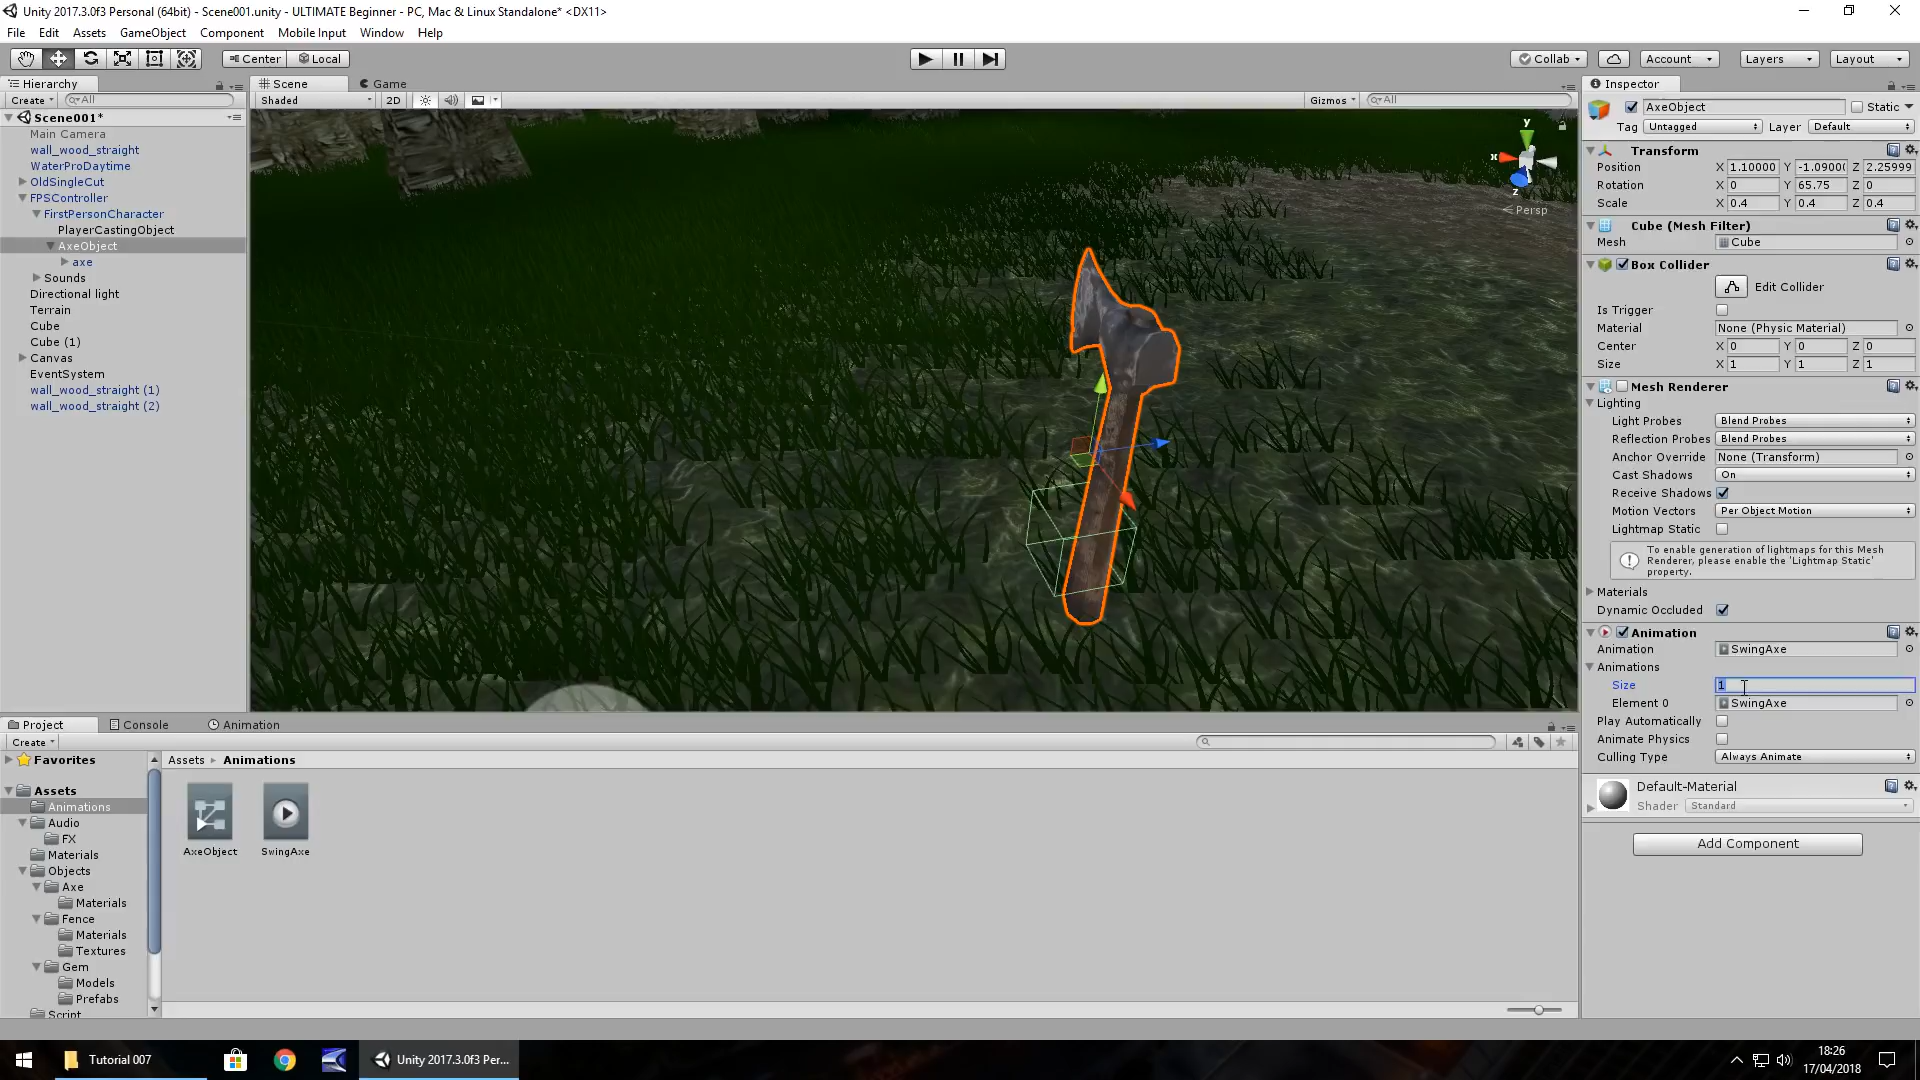 Unity 2017.3.0f3 Personal (64bit) - Scene001.unity - ULTIMATE Beginner - PC, Mac & Linux Standalone* <DX11>
File Edit Assets GameObject Component Mobile Input Window Help
Center Local Collab Account Layers Layout
Hierarchy
Create All
Scene001*
Main Camera
wall_wood_straight
WaterProDaytime
OldSingleCut
FPSController
FirstPersonCharacter
PlayerCastingObject
AxeObject
axe
Sounds
Directional light
Terrain
Cube
Cube (1)
Canvas
EventSystem
wall_wood_straight (1)
wall_wood_straight (2)
Scene Game
Shaded 2D Gizmos All
y
x
z
Persp
Inspector
AxeObject Static
Tag Untagged Layer Default
Transform
Position X 1.10000 Y -1.0900( Z 2.25999
Rotation X 0 Y 65.75 Z 0
Scale X 0.4 Y 0.4 Z 0.4
Cube (Mesh Filter)
Mesh Cube
Box Collider
Edit Collider
Is Trigger
Material None (Physic Material)
Center X 0 Y 0 Z 0
Size X 1 Y 1 Z 1
Mesh Renderer
Lighting
Light Probes Blend Probes
Reflection Probes Blend Probes
Anchor Override None (Transform)
Cast Shadows On
Receive Shadows
Motion Vectors Per Object Motion
Lightmap Static
To enable generation of lightmaps for this Mesh
Renderer, please enable the 'Lightmap Static'
property.
Materials
Dynamic Occluded
Animation
Animation SwingAxe
Animations
Size 1
Element 0 SwingAxe
Play Automatically
Animate Physics
Culling Type Always Animate
Default-Material
Shader Standard
Add Component
Project Console Animation
Create
Favorites
Assets
Animations
Audio
FX
Materials
Objects
Axe
Materials
Fence
Materials
Textures
Gem
Models
Prefabs
Script
Assets Animations
AxeObject SwingAxe
Tutorial 007
Unity 2017.3.0f3 Per...
18:26
17/04/2018